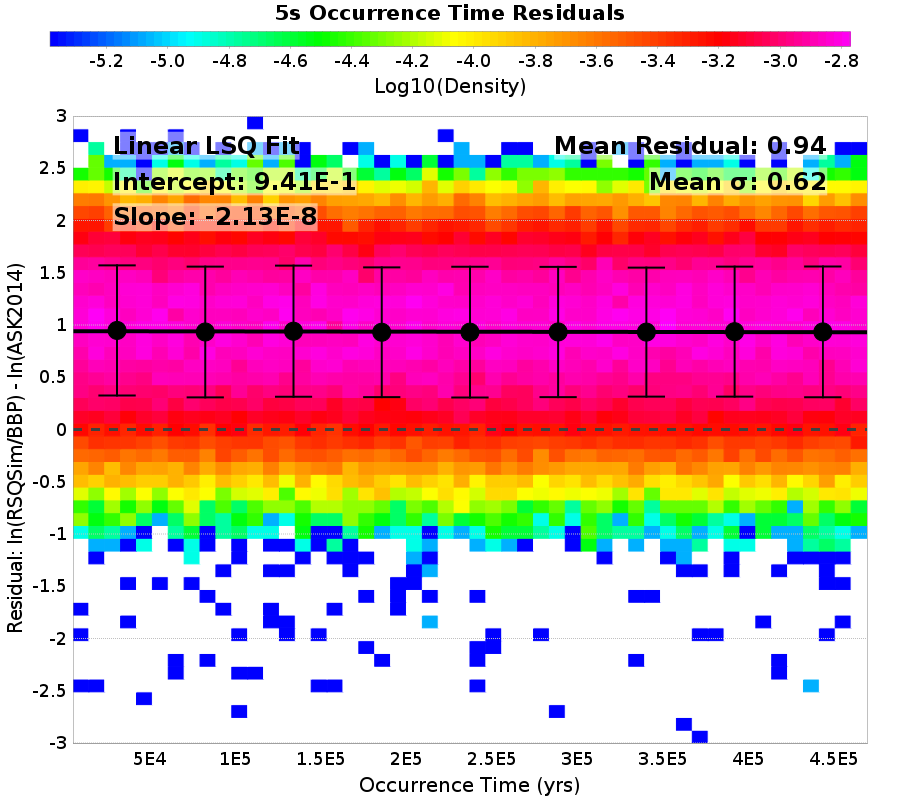 5s Occurrence Time Residuals
-5.2 -5.0 -4.8 -4.6 -4.4 -4.2 -4.0 -3.8 -3.6 -3.4 -3.2 -3.0 -2.8
Log10(Density)
Linear LSQ Fit
Intercept: 9.41E-1
Slope: -2.13E-8
Mean Residual: 0.94
Mean σ: 0.62
Residual: ln(RSQSim/BBP) - ln(ASK2014)
3
2.5
2
1.5
1
0.5
0
-0.5
-1
-1.5
-2
-2.5
-3
5E4 1E5 1.5E5 2E5 2.5E5 3E5 3.5E5 4E5 4.5E5
Occurrence Time (yrs)